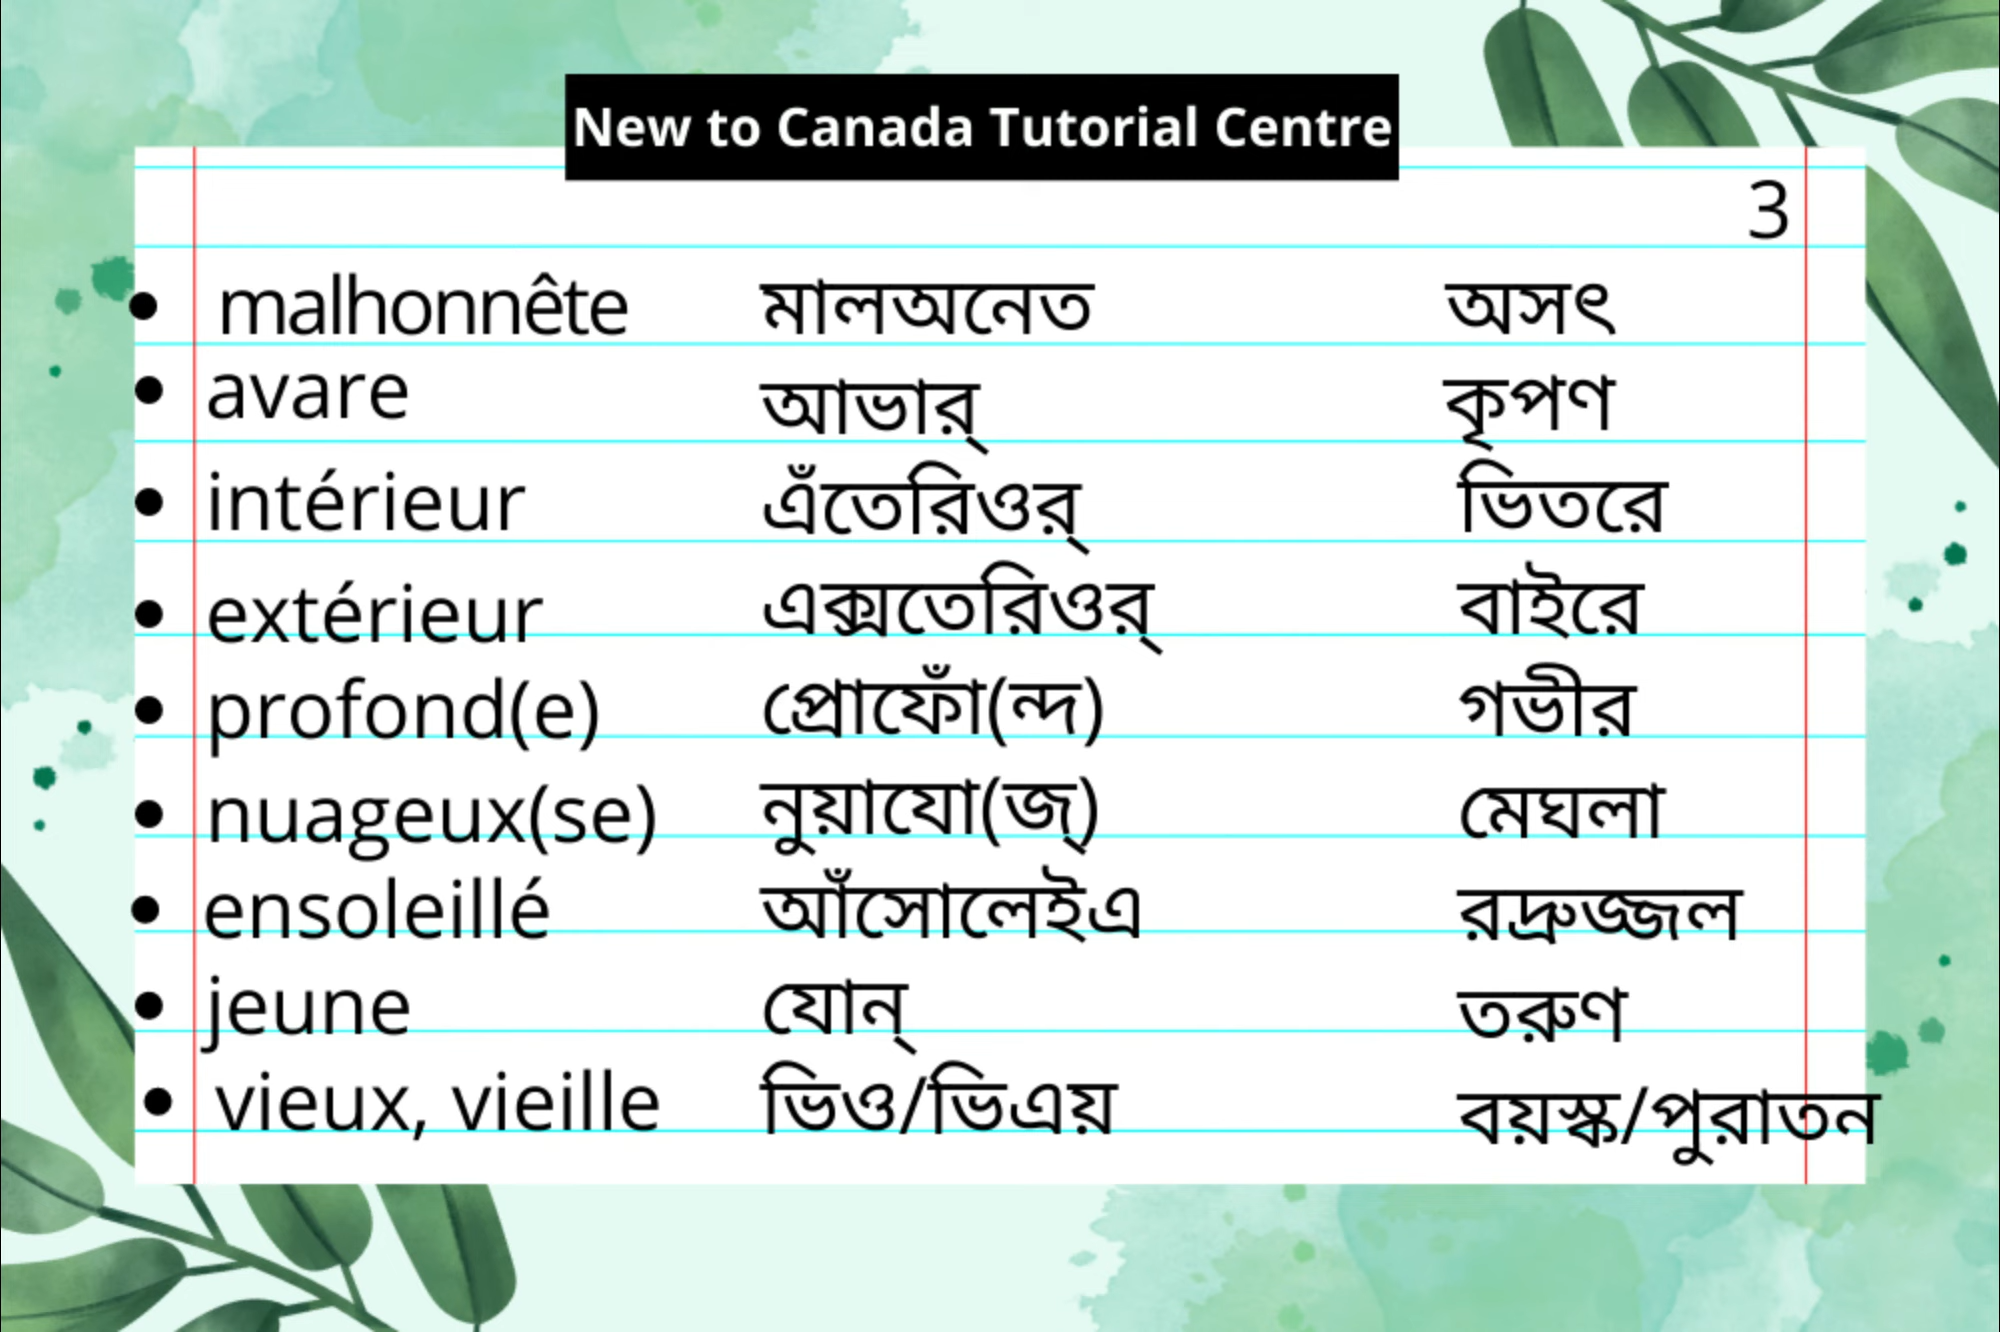 New to Canada Tutorial Centre
3
• malhonnête মালঅনেত অসৎ
• avare আভার্ কৃপণ
• intérieur এঁতেরিওর্ ভিতরে
• extérieur এক্সতেরিওর্ বাইরে
• profond(e) প্রোফোঁ(ন্দ) গভীর
• nuageux(se) নুয়াযো(জ্) মেঘলা
• ensoleillé আঁসোলেইএ রদ্রুজ্জল
• jeune যোন্ তরুণ
• vieux, vieille ভিও/ভিএয় বয়স্ক/পুরাতন